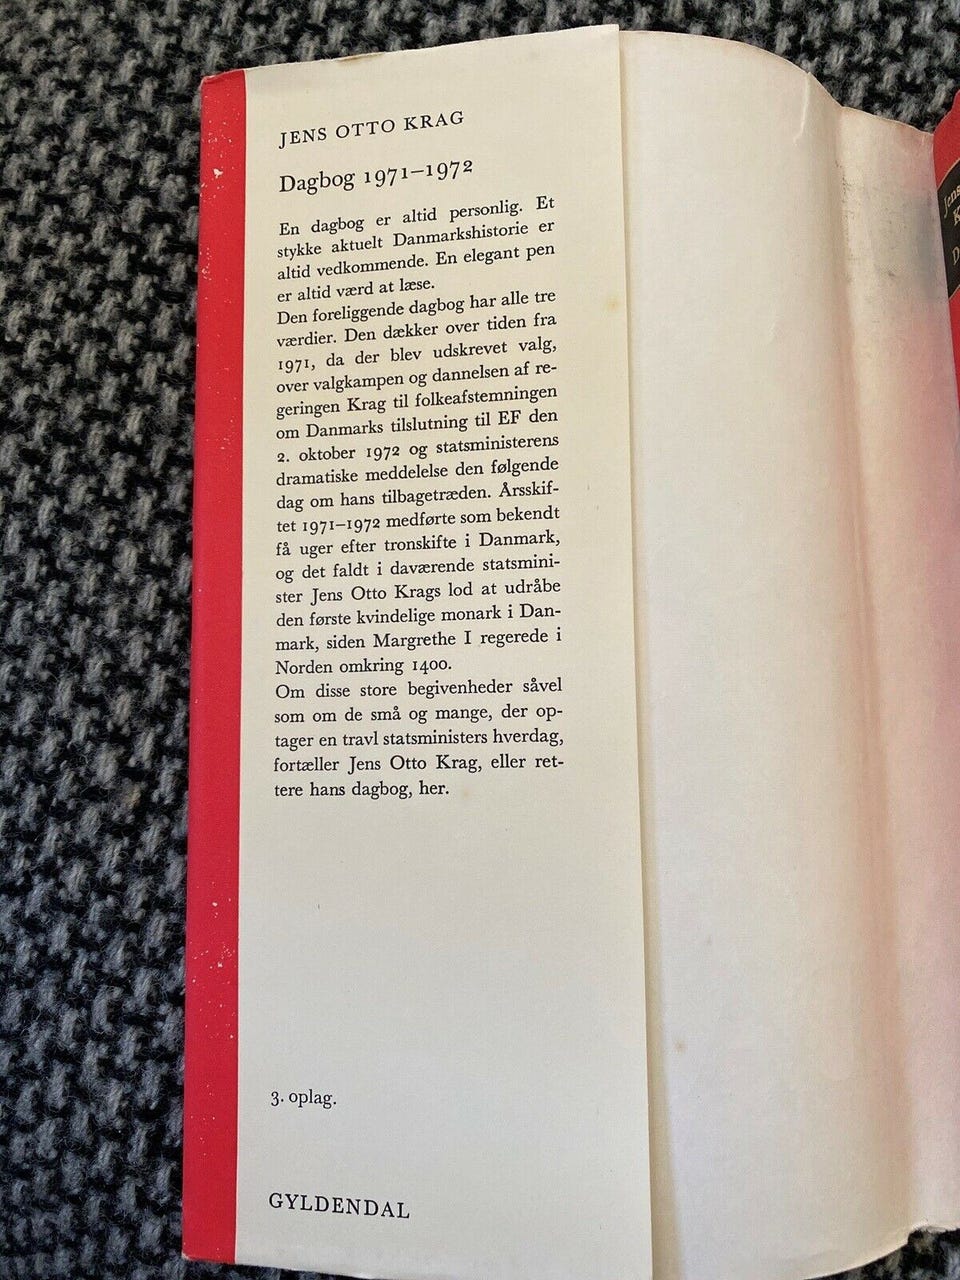 JENS OTTO KRAG
Dagbog 1971–1972
En dagbog er altid personlig. Et
stykke aktuelt Danmarkshistorie er
altid vedkommende. En elegant pen
er altid værd at læse.
Den foreliggende dagbog har alle tre
værdier. Den dækker over tiden fra
1971, da der blev udskrevet valg,
over valgkampen og dannelsen af re-
geringen Krag til folkeafstemningen
om Danmarks tilslutning til EF den
2. oktober 1972 og statsministerens
dramatiske meddelelse den følgende
dag om hans tilbagetræden. Årsskif-
tet 1971–1972 medførte som bekendt
få uger efter tronskifte i Danmark,
og det faldt i daværende statsmini-
ster Jens Otto Krags lod at udråbe
den første kvindelige monark i Dan-
mark, siden Margrethe I regerede i
Norden omkring 1400.
Om disse store begivenheder såvel
som om de små og mange, der op-
tager en travl statsministers hverdag,
fortæller Jens Otto Krag, eller ret-
tere hans dagbog, her.
3. oplag.
GYLDENDAL
Jens